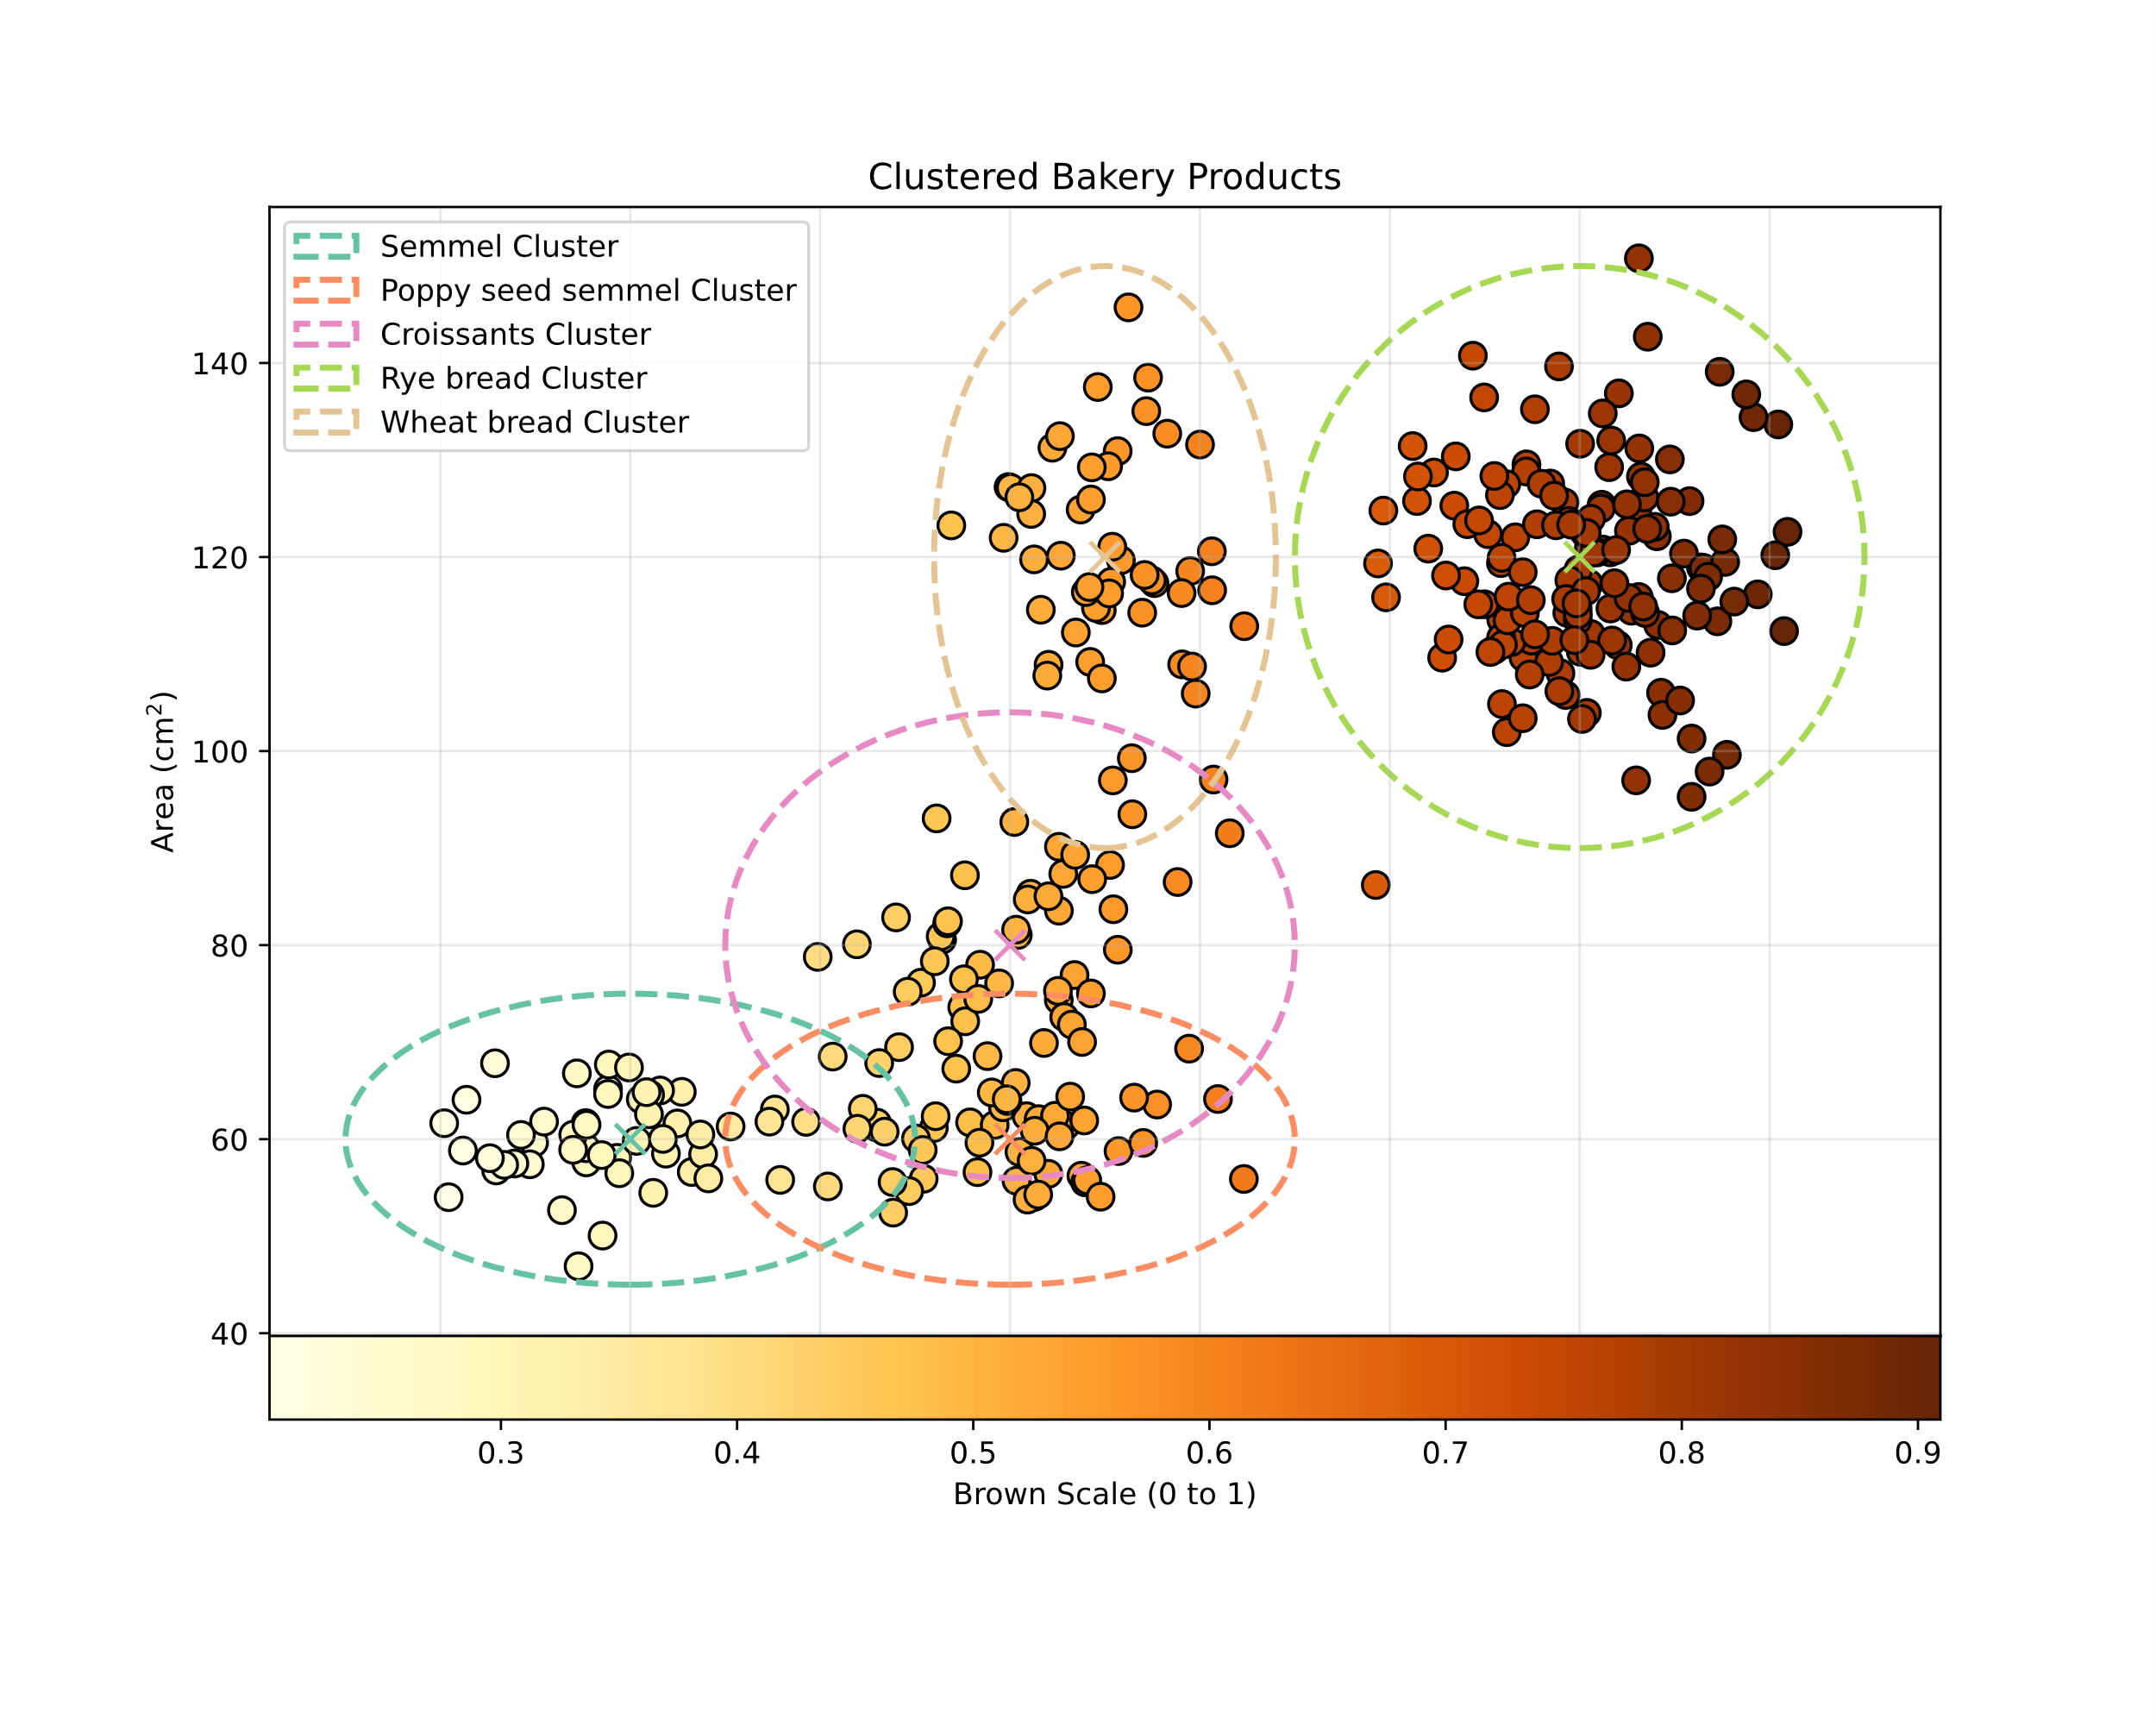 Clustered Bakery Products
Semmel Cluster
Poppy seed semmel Cluster
Croissants Cluster
Rye bread Cluster
Wheat bread Cluster
Area (cm²)
140
120
100
80
60
40
0.3 0.4 0.5 0.6 0.7 0.8 0.9
Brown Scale (0 to 1)